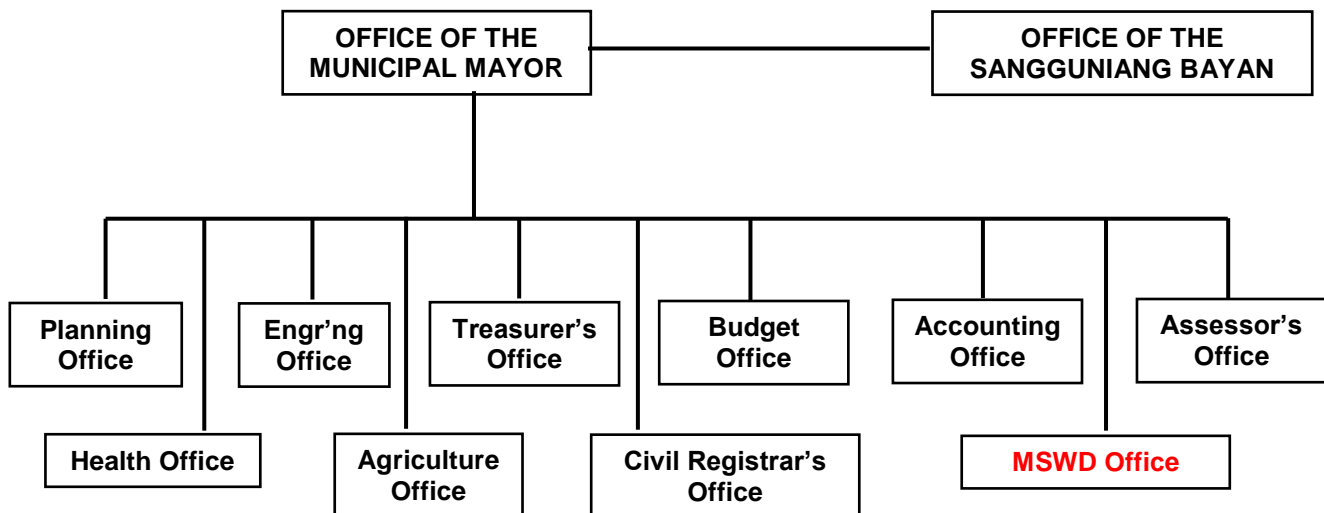 OFFICE OF THE
MUNICIPAL MAYOR
OFFICE OF THE
SANGGUNIANG BAYAN
Planning
Office
Engr’ng
Office
Treasurer’s
Office
Budget
Office
Accounting
Office
Assessor’s
Office
Health Office
Agriculture
Office
Civil Registrar’s
Office
MSWD Office